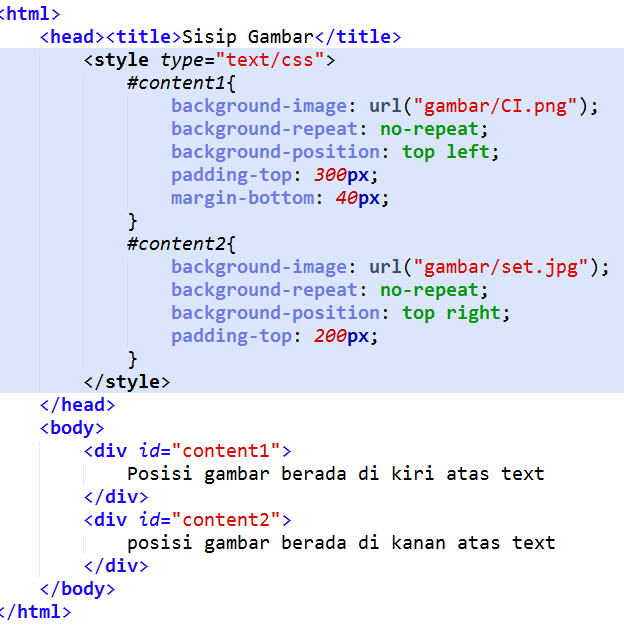 <html>
<head><title>Sisip Gambar</title>
<style type="text/css">
#content1{
background-image: url("gambar/CI.png");
background-repeat: no-repeat;
background-position: top left;
padding-top: 300px;
margin-bottom: 40px;
}
#content2{
background-image: url("gambar/set.jpg");
background-repeat: no-repeat;
background-position: top right;
padding-top: 200px;
}
</style>
</head>
<body>
<div id="content1">
Posisi gambar berada di kiri atas text
</div>
<div id="content2">
posisi gambar berada di kanan atas text
</div>
</body>
</html>